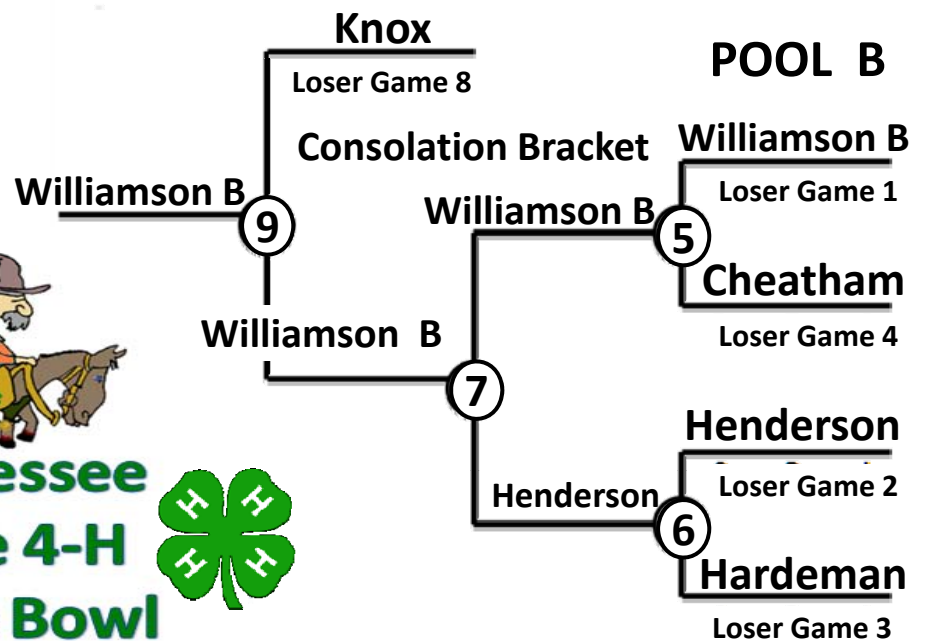 Knox
Loser Game 8
POOL B
Consolation Bracket
Williamson B
Loser Game 1
Williamson B
9
Williamson B
5
Cheatham
Loser Game 4
Williamson B
7
Henderson
Loser Game 2
Henderson
6
Hardeman
Loser Game 3
essee
e 4-H
Bowl
H H
H H